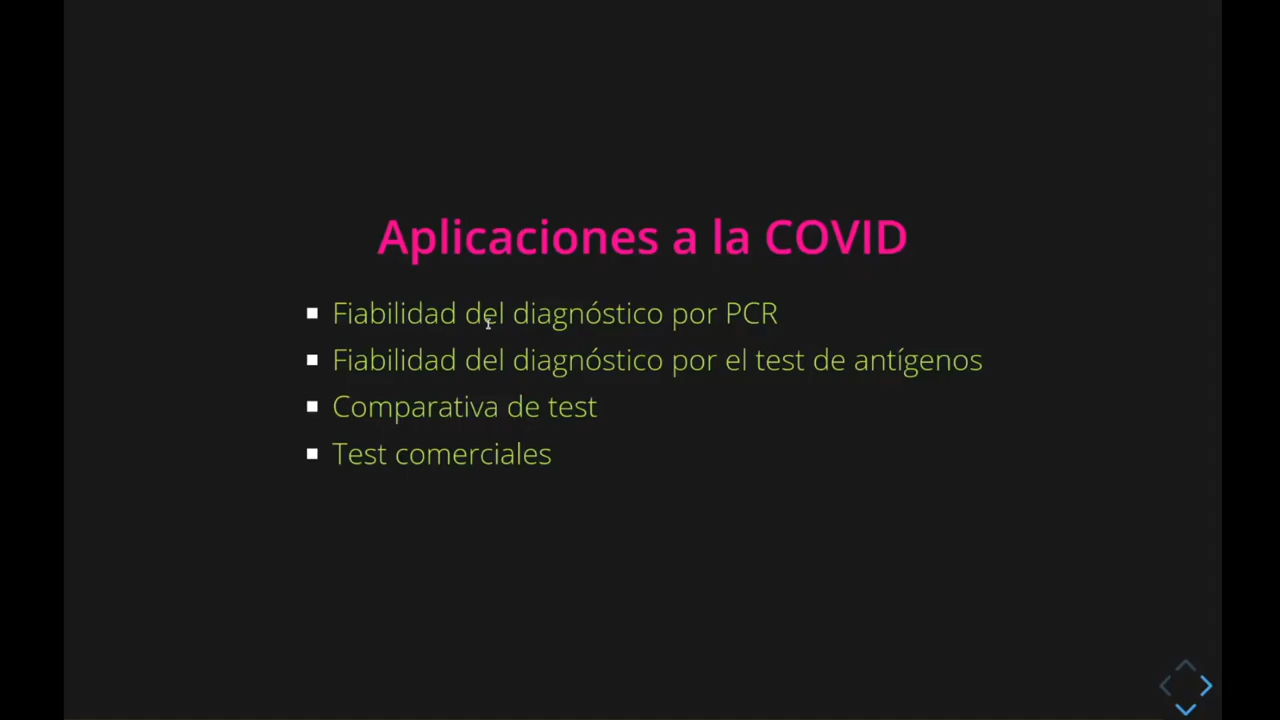 Aplicaciones a la COVID
Fiabilidad del diagnóstico por PCR
Fiabilidad del diagnóstico por el test de antígenos
Comparativa de test
Test comerciales